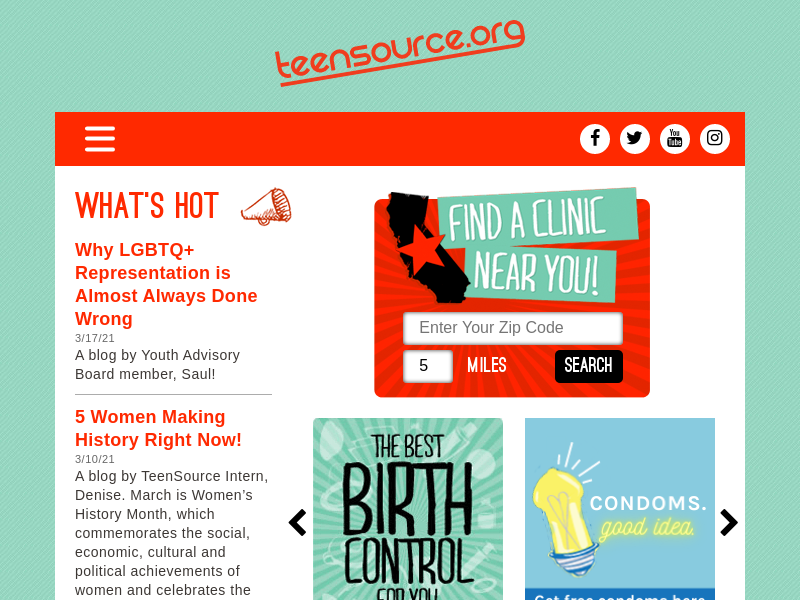 teensource.org
You
Tube
WHAT'S HOT
Why LGBTQ+
Representation is
Almost Always Done
Wrong
3/17/21
A blog by Youth Advisory
Board member, Saul!
5 Women Making
History Right Now!
3/10/21
A blog by TeenSource Intern,
Denise. March is Women's
History Month, which
commemorates the social,
economic, cultural and
political achievements of
women and celebrates the
FIND A CLINIC
NEAR YOU!
Enter Your Zip Code
5 MILES SEARCH
THE BEST
BIRTH
CONTROL
FOR YOU
CONDOMS.
good idea.
Get free condoms here